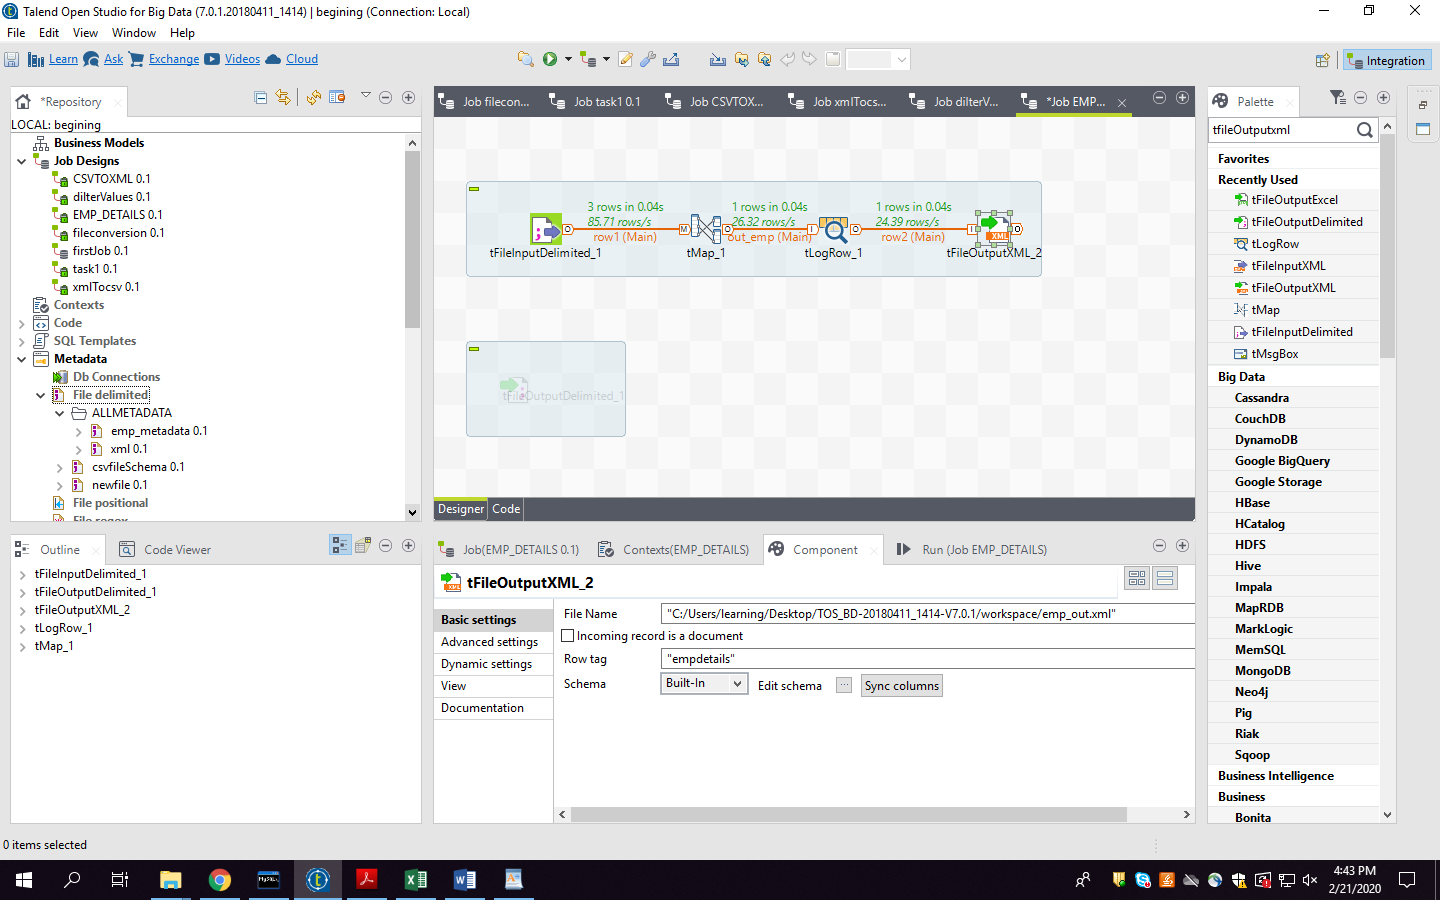 Talend Open Studio for Big Data (7.0.1.20180411_1414) | begining (Connection: Local)
File Edit View Window Help
Learn Ask Exchange Videos Cloud
Integration
*Repository
LOCAL: begining
Business Models
Job Designs
CSVTOXML 0.1
dilterValues 0.1
EMP_DETAILS 0.1
fileconversion 0.1
firstJob 0.1
task1 0.1
xmlTocsv 0.1
Contexts
Code
SQL Templates
Metadata
Db Connections
File delimited
ALLMETADATA
emp_metadata 0.1
xml 0.1
csvfileSchema 0.1
newfile 0.1
File positional
File regex
Job filecon... Job task1 0.1 Job CSVTOX... Job xmlTocs... Job dilterV... *Job EMP...
3 rows in 0.04s 1 rows in 0.04s 1 rows in 0.04s
85.71 rows/s 26.32 rows/s 24.39 rows/s
row1 (Main) out_emp (Main) row2 (Main)
tFileInputDelimited_1 tMap_1 tLogRow_1 tFileOutputXML_2
tFileOutputDelimited_1
Designer Code
Palette
tfileOutputxml
Favorites
Recently Used
tFileOutputExcel
tFileOutputDelimited
tLogRow
tFileInputXML
tFileOutputXML
tMap
tFileInputDelimited
tMsgBox
Big Data
Cassandra
CouchDB
DynamoDB
Google BigQuery
Google Storage
HBase
HCatalog
HDFS
Hive
Impala
MapRDB
MarkLogic
MemSQL
MongoDB
Neo4j
Pig
Riak
Sqoop
Business Intelligence
Business
Bonita
Outline Code Viewer
tFileInputDelimited_1
tFileOutputDelimited_1
tFileOutputXML_2
tLogRow_1
tMap_1
Job(EMP_DETAILS 0.1) Contexts(EMP_DETAILS) Component Run (Job EMP_DETAILS)
tFileOutputXML_2
Basic settings
Advanced settings
Dynamic settings
View
Documentation
File Name "C:/Users/learning/Desktop/TOS_BD-20180411_1414-V7.0.1/workspace/emp_out.xml"
Incoming record is a document
Row tag "empdetails"
Schema Built-In Edit schema ... Sync columns
0 items selected
4:43 PM
2/21/2020